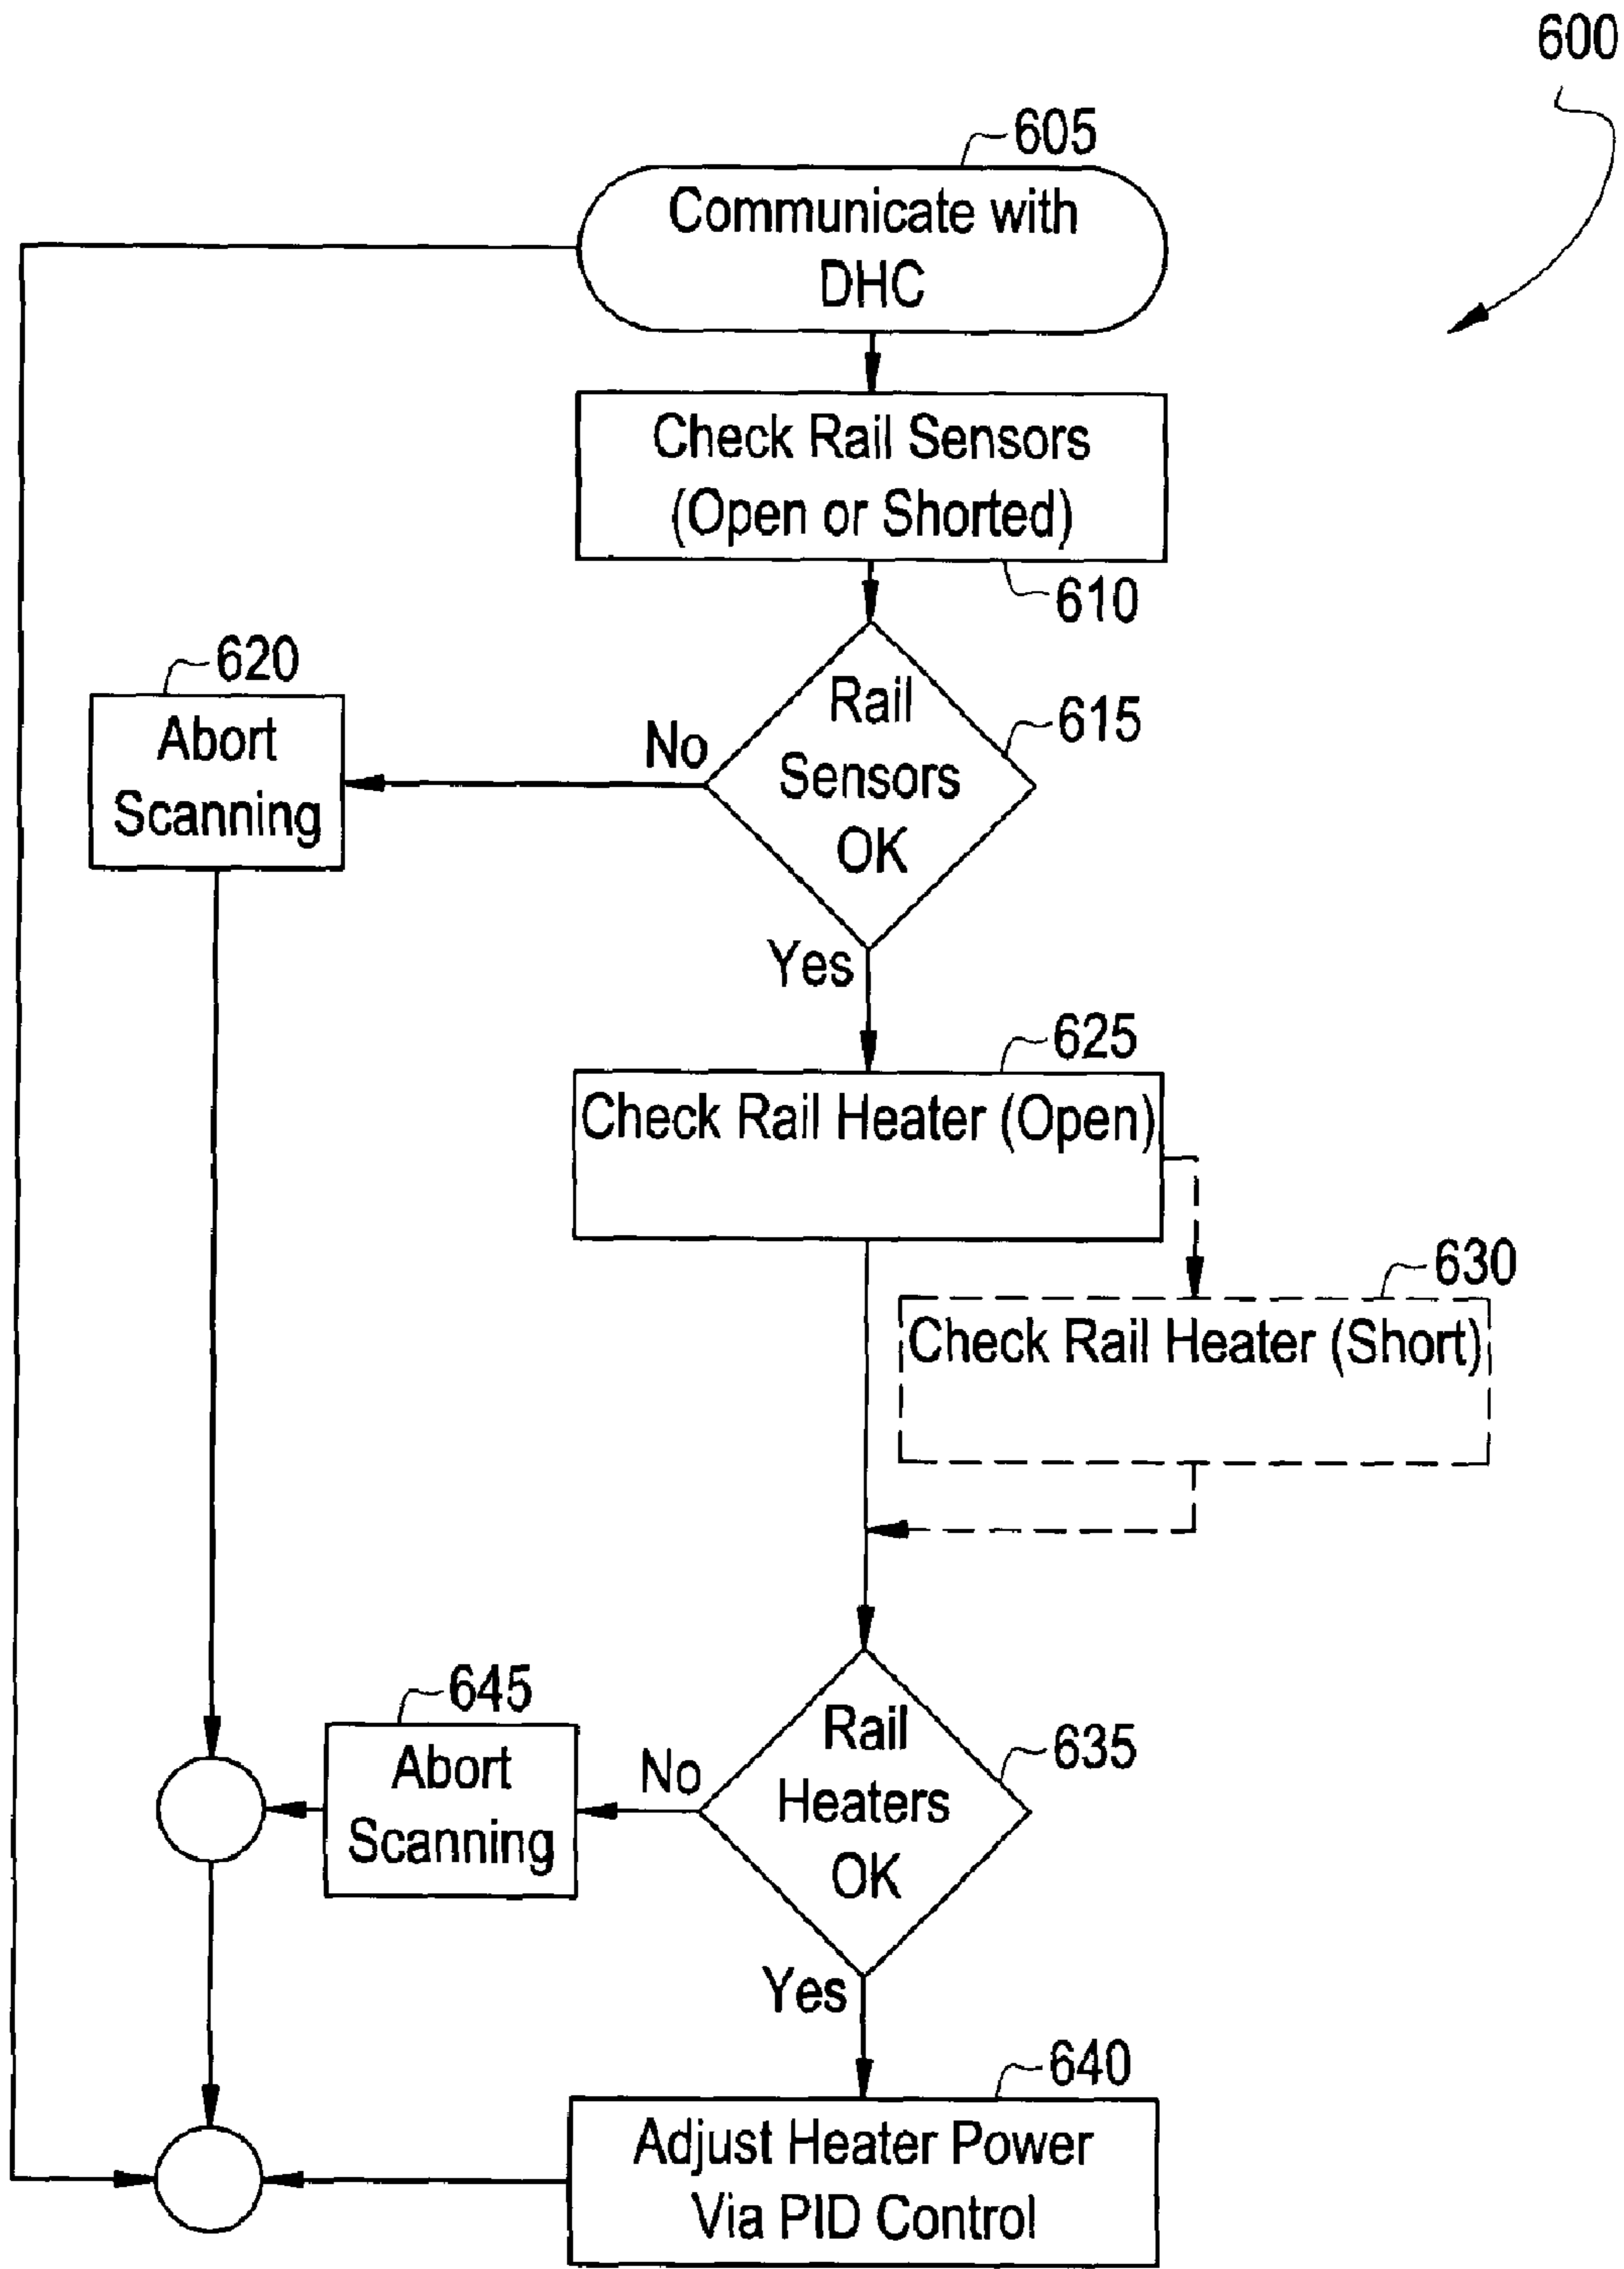 600
605
Communicate with
DHC
Check Rail Sensors
(Open or Shorted)
610
620
Abort
Scanning
No
Rail
Sensors
OK
615
Yes
625
Check Rail Heater (Open)
630
Check Rail Heater (Short)
645
Abort
Scanning
No
Rail
Heaters
OK
635
Yes
640
Adjust Heater Power
Via PID Control